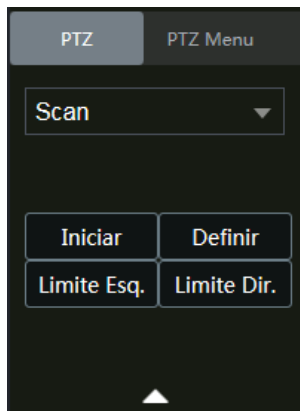 PTZ PTZ Menu
Scan
Iniciar Definir
Limite Esq. Limite Dir.